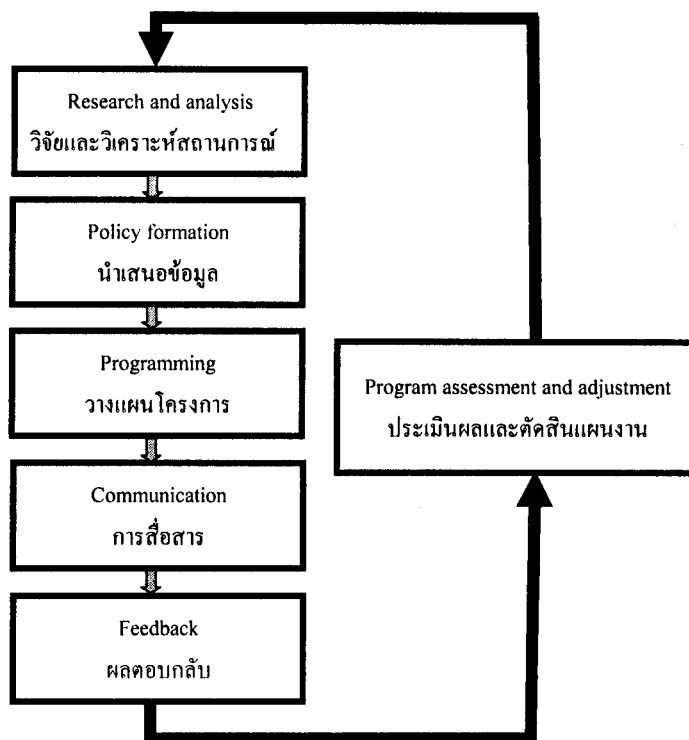 Research and analysis
วิจัยและวิเคราะห์สถานการณ์
Policy formation
นำเสนอข้อมูล
Programming
วางแผนโครงการ
Communication
การสื่อสาร
Feedback
ผลตอบกลับ
Program assessment and adjustment
ประเมินผลและตัดสินแผนงาน